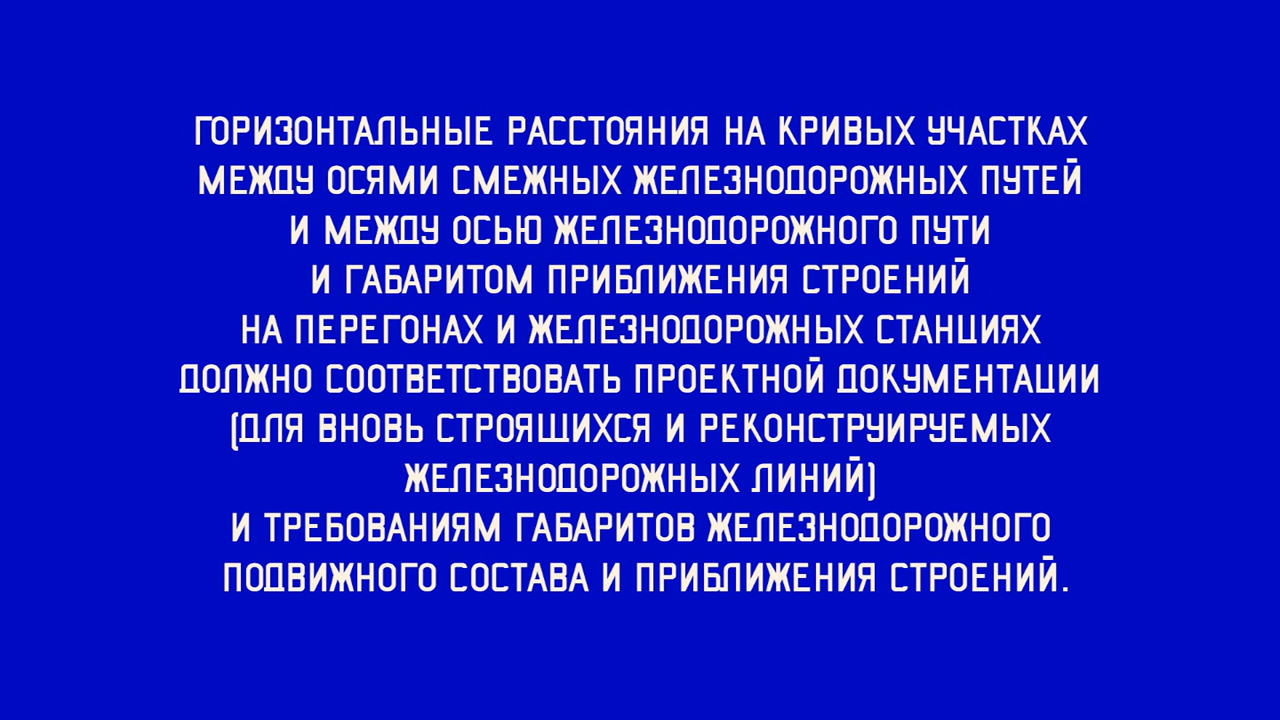 ГОРИЗОНТАЛЬНЫЕ РАССТОЯНИЯ НА КРИВЫХ УЧАСТКАХ
МЕЖДУ ОСЯМИ СМЕЖНЫХ ЖЕЛЕЗНОДОРОЖНЫХ ПУТЕЙ
И МЕЖДУ ОСЬЮ ЖЕЛЕЗНОДОРОЖНОГО ПУТИ
И ГАБАРИТОМ ПРИБЛИЖЕНИЯ СТРОЕНИЙ
НА ПЕРЕГОНАХ И ЖЕЛЕЗНОДОРОЖНЫХ СТАНЦИЯХ
ДОЛЖНО СООТВЕТСТВОВАТЬ ПРОЕКТНОЙ ДОКУМЕНТАЦИИ
(ДЛЯ ВНОВЬ СТРОЯЩИХСЯ И РЕКОНСТРУИРУЕМЫХ
ЖЕЛЕЗНОДОРОЖНЫХ ЛИНИЙ)
И ТРЕБОВАНИЯМ ГАБАРИТОВ ЖЕЛЕЗНОДОРОЖНОГО
ПОДВИЖНОГО СОСТАВА И ПРИБЛИЖЕНИЯ СТРОЕНИЙ.